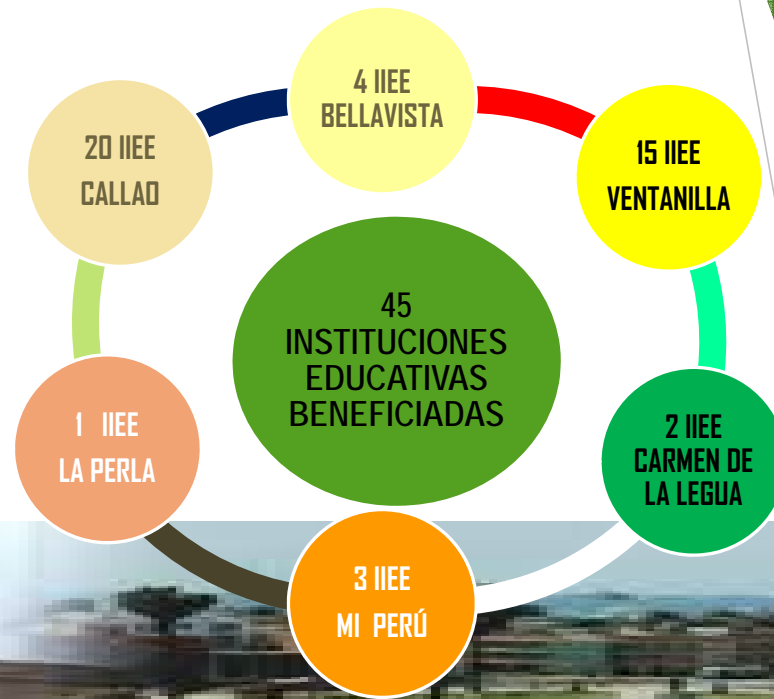 4 IIEE
BELLAVISTA
15 IIEE
VENTANILLA
2 IIEE
CARMEN DE
LA LEGUA
3 IIEE
MI PERÚ
1 IIEE
LA PERLA
20 IIEE
CALLAO
45
INSTITUCIONES
EDUCATIVAS
BENEFICIADAS